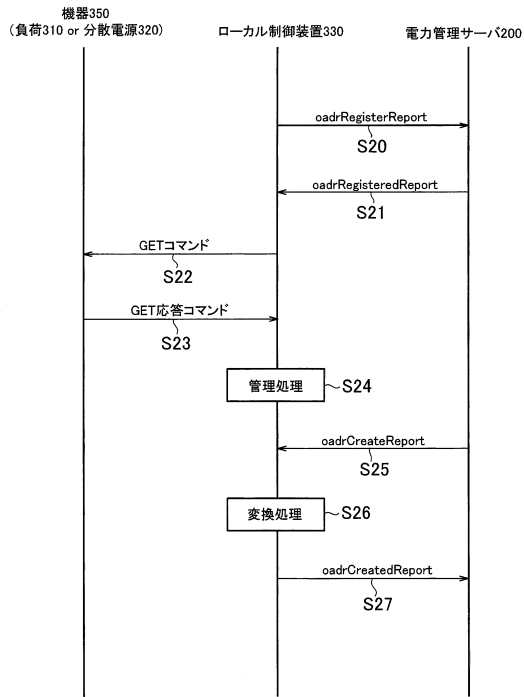 機器350
(負荷310 or 分散電源320)
ローカル制御装置330
電力管理サーバ200
oadrRegisterReport
S20
oadrRegisteredReport
S21
GETコマンド
S22
GET応答コマンド
S23
管理処理
S24
oadrCreateReport
S25
変換処理
S26
oadrCreatedReport
S27